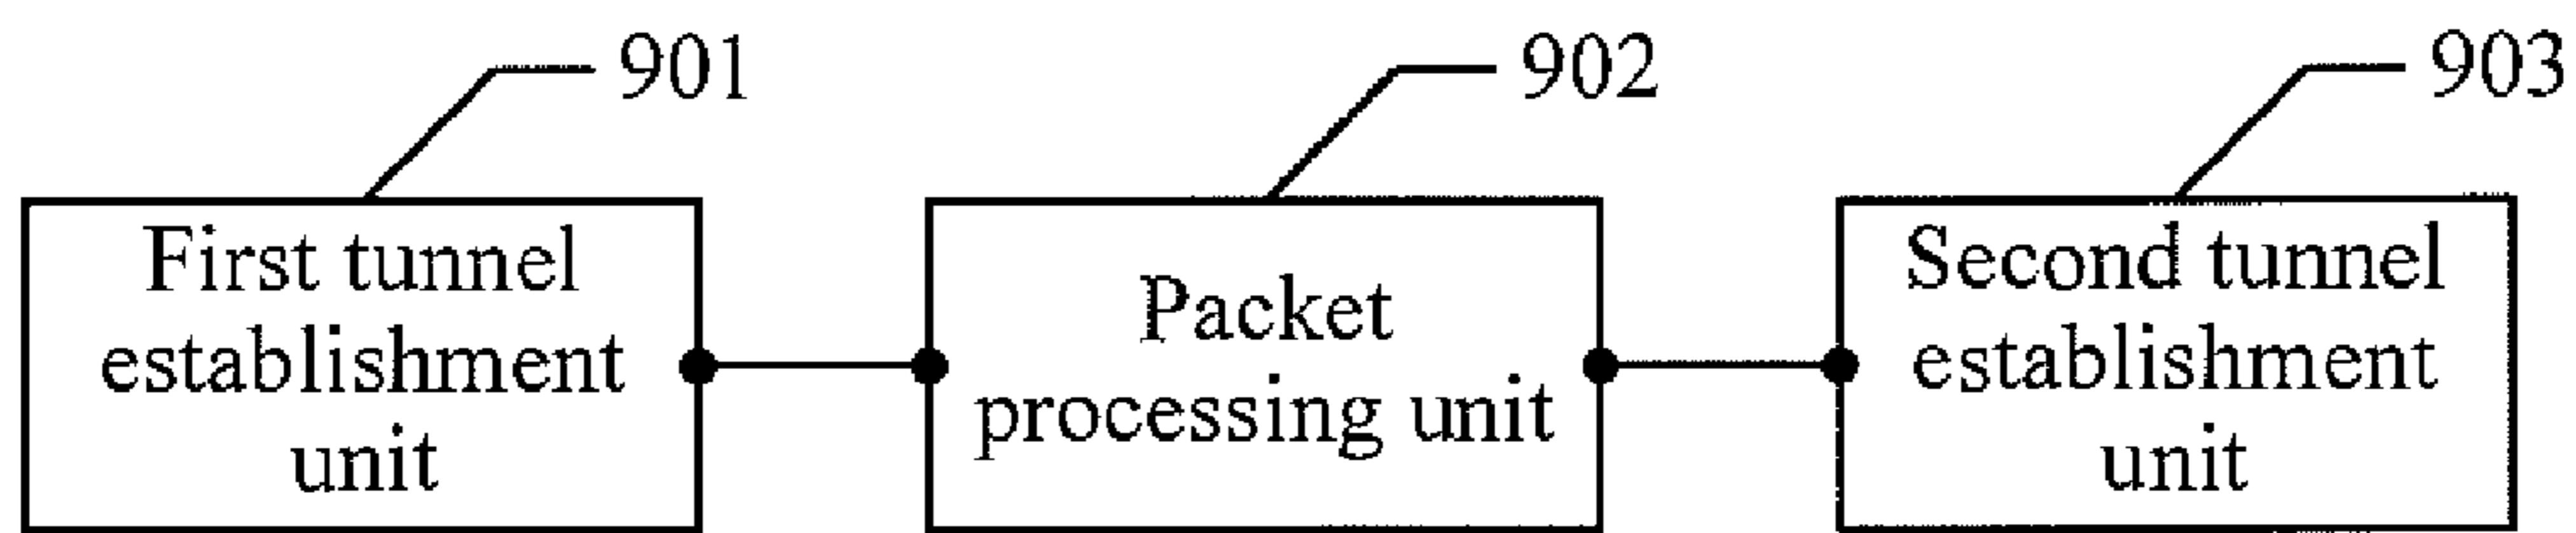 901
902
903
First tunnel
establishment
unit
Packet
processing unit
Second tunnel
establishment
unit